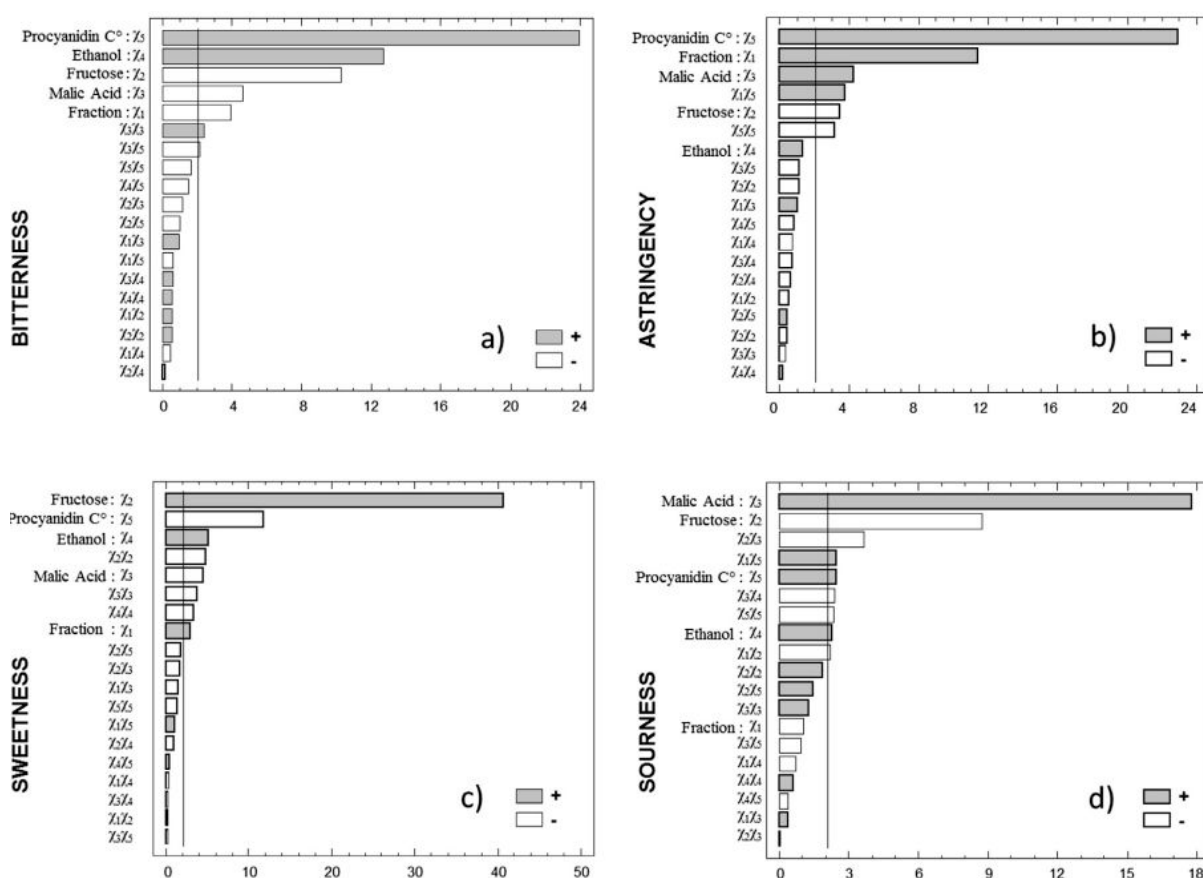 BITTERNESS
Procyanidin C° : χ5
Ethanol : χ4
Fructose : χ2
Malic Acid : χ3
Fraction : χ1
χ3χ3
χ3χ5
χ5χ5
χ4χ5
χ2χ3
χ2χ5
χ1χ3
χ1χ5
χ3χ4
χ4χ4
χ1χ2
χ2χ2
χ1χ4
χ2χ4
a)
+
-
0 4 8 12 16 20 24
ASTRINGENCY
Procyanidin C° : χ5
Fraction : χ1
Malic Acid : χ3
χ1χ5
Fructose : χ2
χ5χ5
Ethanol : χ4
χ3χ5
χ2χ2
χ1χ3
χ4χ5
χ1χ4
χ3χ4
χ2χ4
χ1χ2
χ2χ5
χ2χ2
χ3χ3
χ4χ4
b)
+
-
0 4 8 12 16 20 24
SWEETNESS
Fructose : χ2
Procyanidin C° : χ5
Ethanol : χ4
χ2χ2
Malic Acid : χ3
χ3χ3
χ4χ4
Fraction : χ1
χ2χ5
χ2χ3
χ1χ3
χ5χ5
χ1χ5
χ2χ4
χ4χ5
χ1χ4
χ3χ4
χ1χ2
χ3χ5
c)
+
-
0 10 20 30 40 50
SOURNESS
Malic Acid : χ3
Fructose : χ2
χ2χ3
χ1χ5
Procyanidin C° : χ5
χ3χ4
χ5χ5
Ethanol : χ4
χ1χ2
χ2χ2
χ2χ5
χ3χ3
Fraction : χ1
χ3χ5
χ1χ4
χ4χ4
χ4χ5
χ1χ3
χ2χ3
d)
+
-
0 3 6 9 12 15 18